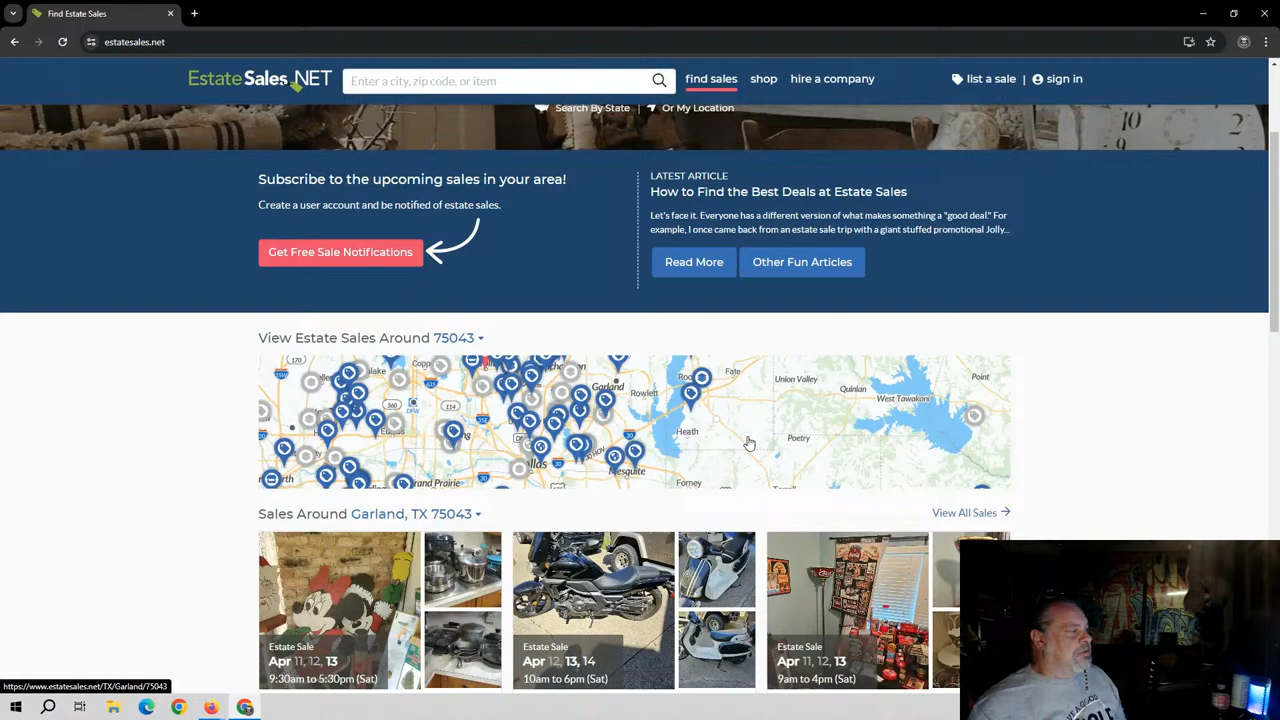 Find Estate Sales
estatesales.net
EstateSales.NET
Enter a city, zip code, or item
find sales
shop
hire a company
list a sale
sign in
Search By State | Or My Location
10
2
Subscribe to the upcoming sales in your area!
Create a user account and be notified of estate sales.
Get Free Sale Notifications
LATEST ARTICLE
How to Find the Best Deals at Estate Sales
Let's face it. Everyone has a different version of what makes something a "good deal." For
example, I once came back from an estate sale trip with a giant stuffed promotional Jolly...
Read More
Other Fun Articles
View Estate Sales Around 75043
170
Fate
Union Valley
Quinlan
Point
West Tawakoni
Garland
Rowlett
360
114
DFW
Heath
Poetry
30
Mesquite
Forney
Sales Around Garland, TX 75043
View All Sales
Estate Sale
Apr 11, 12, 13
9:30am to 5:30pm (Sat)
Estate Sale
Apr 12, 13, 14
10am to 6pm (Sat)
Estate Sale
Apr 11, 12, 13
9am to 4pm (Sat)
https://www.estatesales.net/TX/Garland/75043